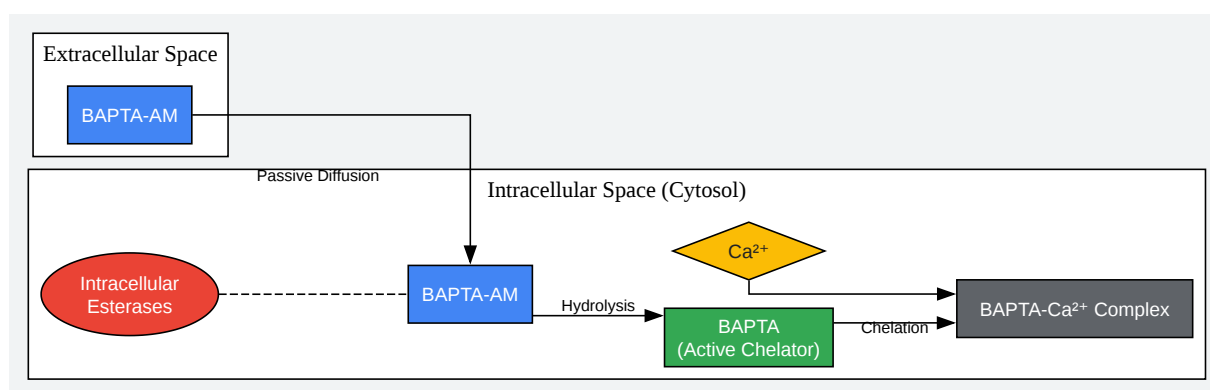 Extracellular Space
BAPTA-AM
Passive Diffusion
Intracellular Space (Cytosol)
Ca²⁺
Intracellular
Esterases
BAPTA-AM
Hydrolysis
BAPTA
(Active Chelator)
Chelation
BAPTA-Ca²⁺ Complex